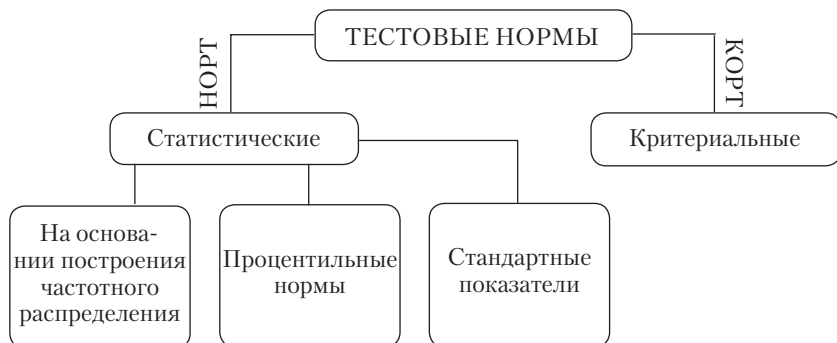 ТЕСТОВЫЕ НОРМЫ
НОРТ
КОРТ
Статистические
Критериальные
На основа-
нии построения
частотного
распределения
Процентильные
нормы
Стандартные
показатели